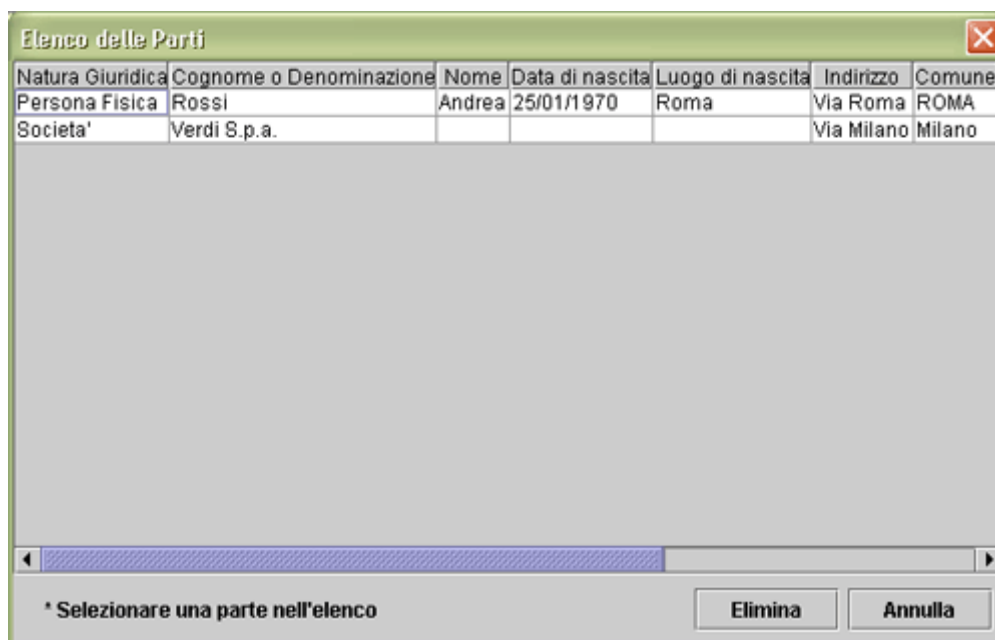 Elenco delle Parti
Natura Giuridica Cognome o Denominazione Nome Data di nascita Luogo di nascita Indirizzo Comune
Persona Fisica Rossi Andrea 25/01/1970 Roma Via Roma ROMA
Societa' Verdi S.p.a. Via Milano Milano
* Selezionare una parte nell'elenco Elimina Annulla